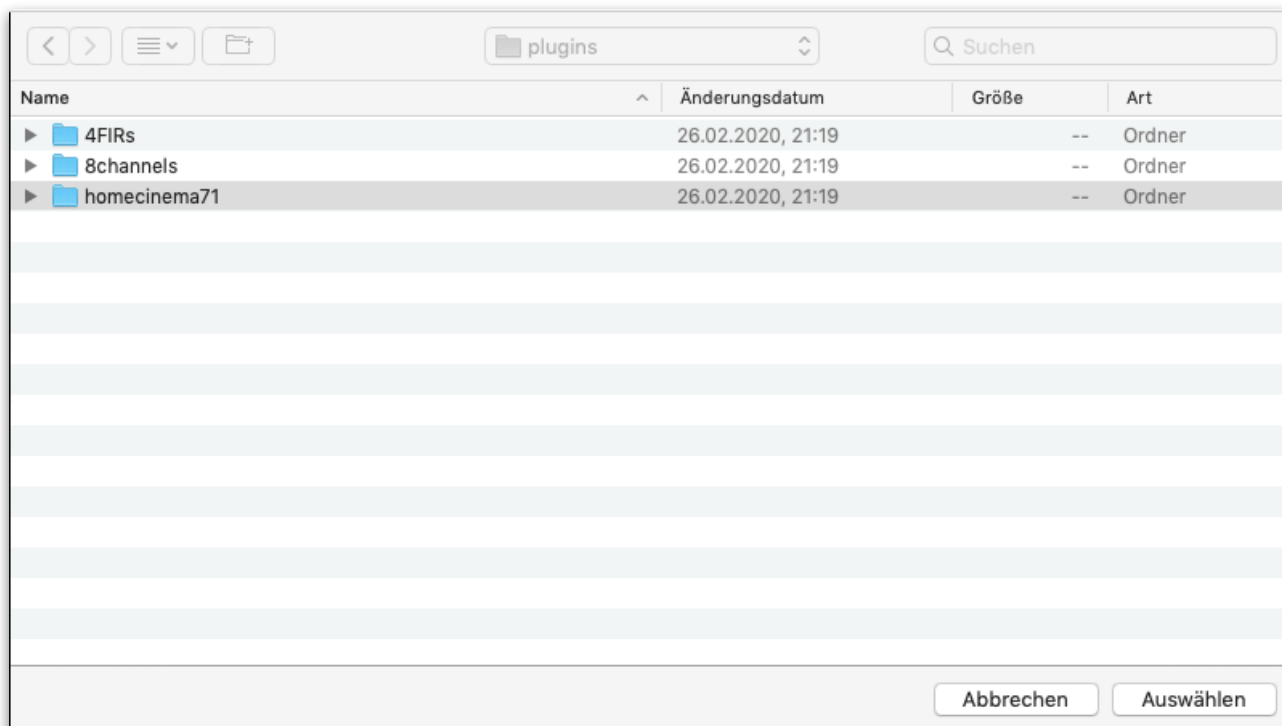 plugins Suchen
Name Änderungsdatum Größe Art
4FIRs 26.02.2020, 21:19 -- Ordner
8channels 26.02.2020, 21:19 -- Ordner
homecinema71 26.02.2020, 21:19 -- Ordner
Abbrechen Auswählen